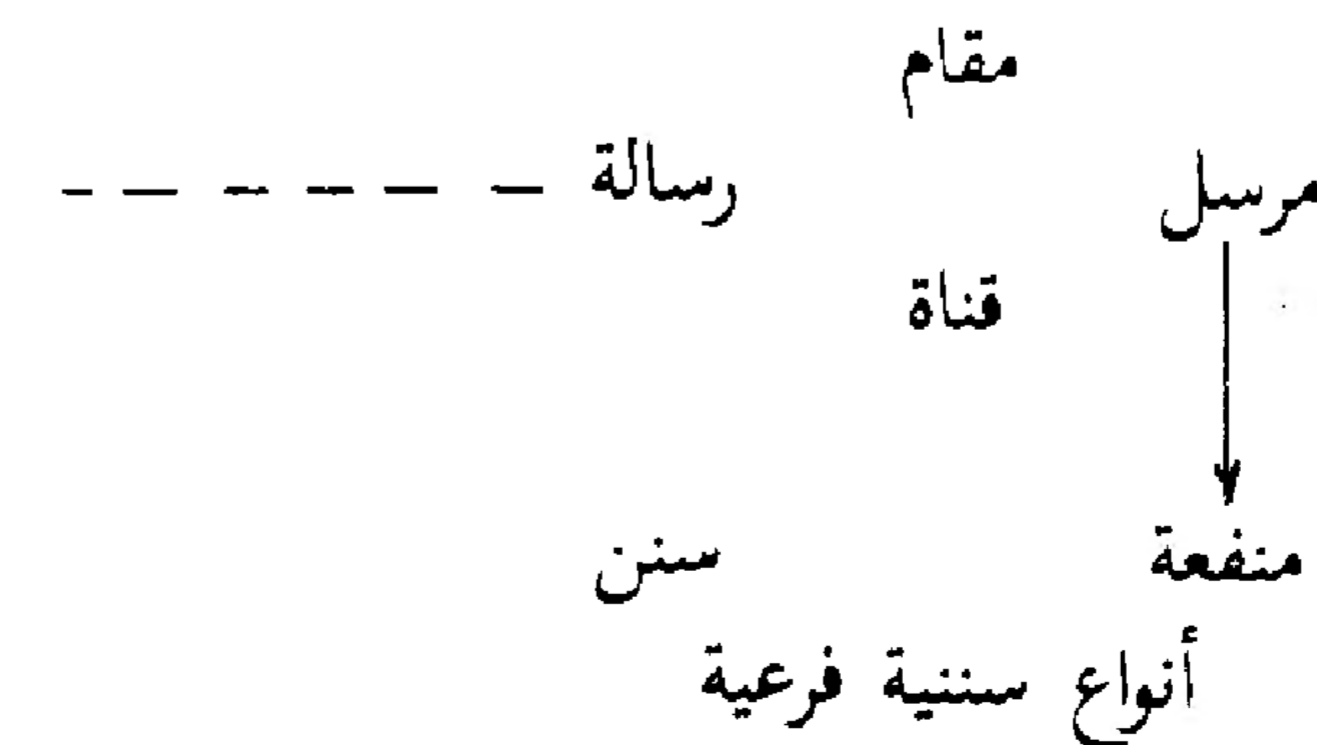 مقام
مرسل رسالة
قناة
منفعة سنن
أنواع سننية فرعية